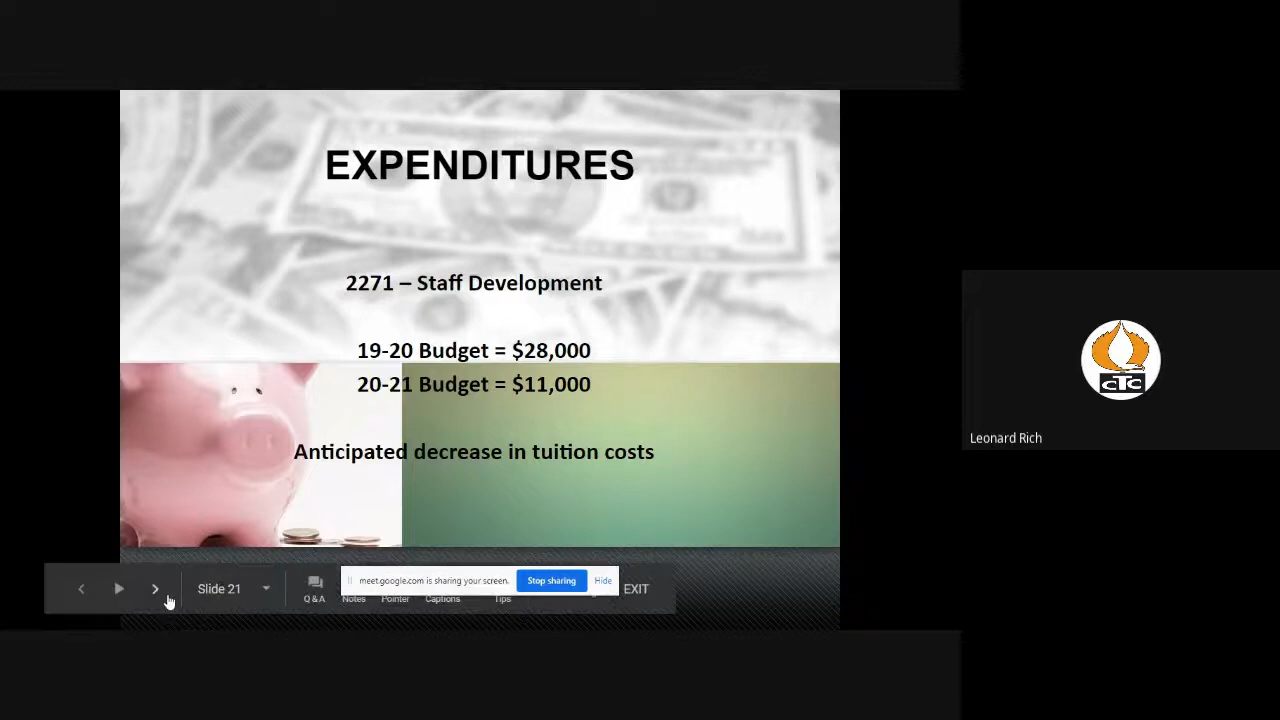 EXPENDITURES
2271 – Staff Development
19-20 Budget = $28,000
20-21 Budget = $11,000
Anticipated decrease in tuition costs
CTC
Leonard Rich
Slide 21
Q&A
Notes
Pointer
Captions
Tips
meet.google.com is sharing your screen.
Stop sharing
Hide
EXIT